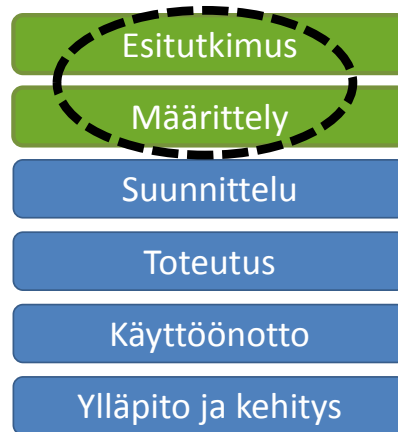 Esitutkimus
Määrittely
Suunnittelu
Toteutus
Käyttöönotto
Ylläpito ja kehitys